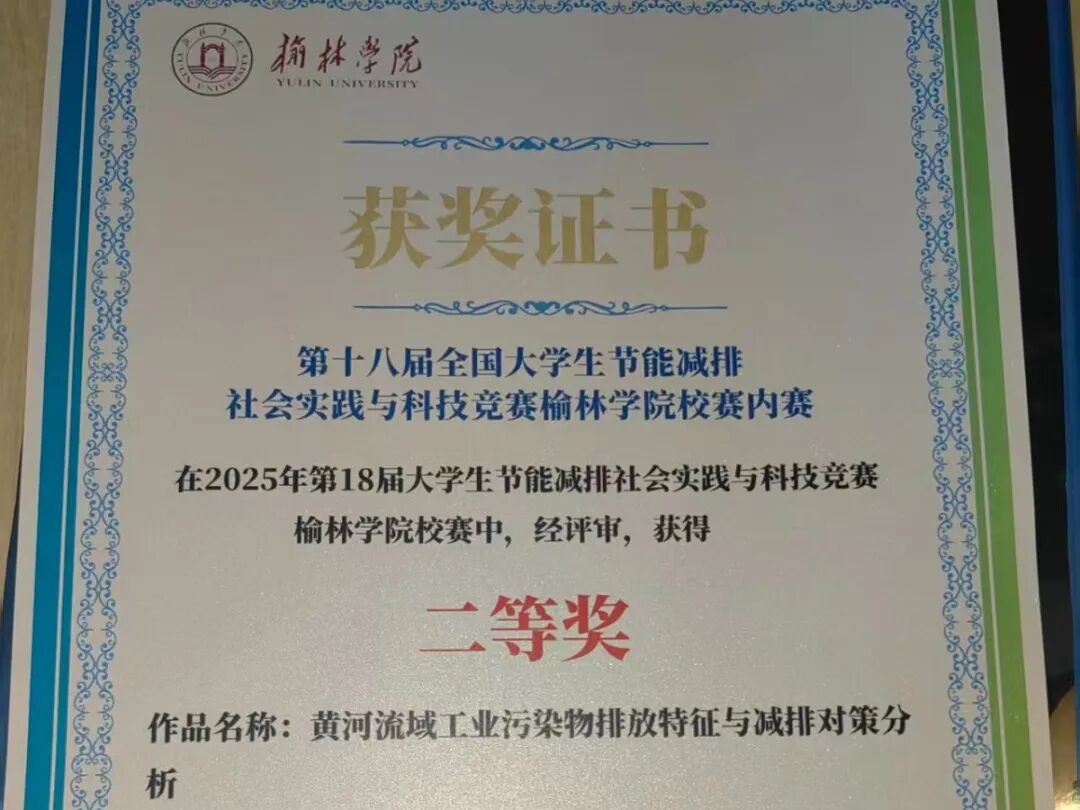 榆林学院
YULIN UNIVERSITY
获奖证书
第十八届全国大学生节能减排
社会实践与科技竞赛榆林学院校赛内赛
在2025年第18届大学生节能减排社会实践与科技竞赛
榆林学院校赛中，经评审，获得
二等奖
作品名称：黄河流域工业污染物排放特征与减排对策分
析